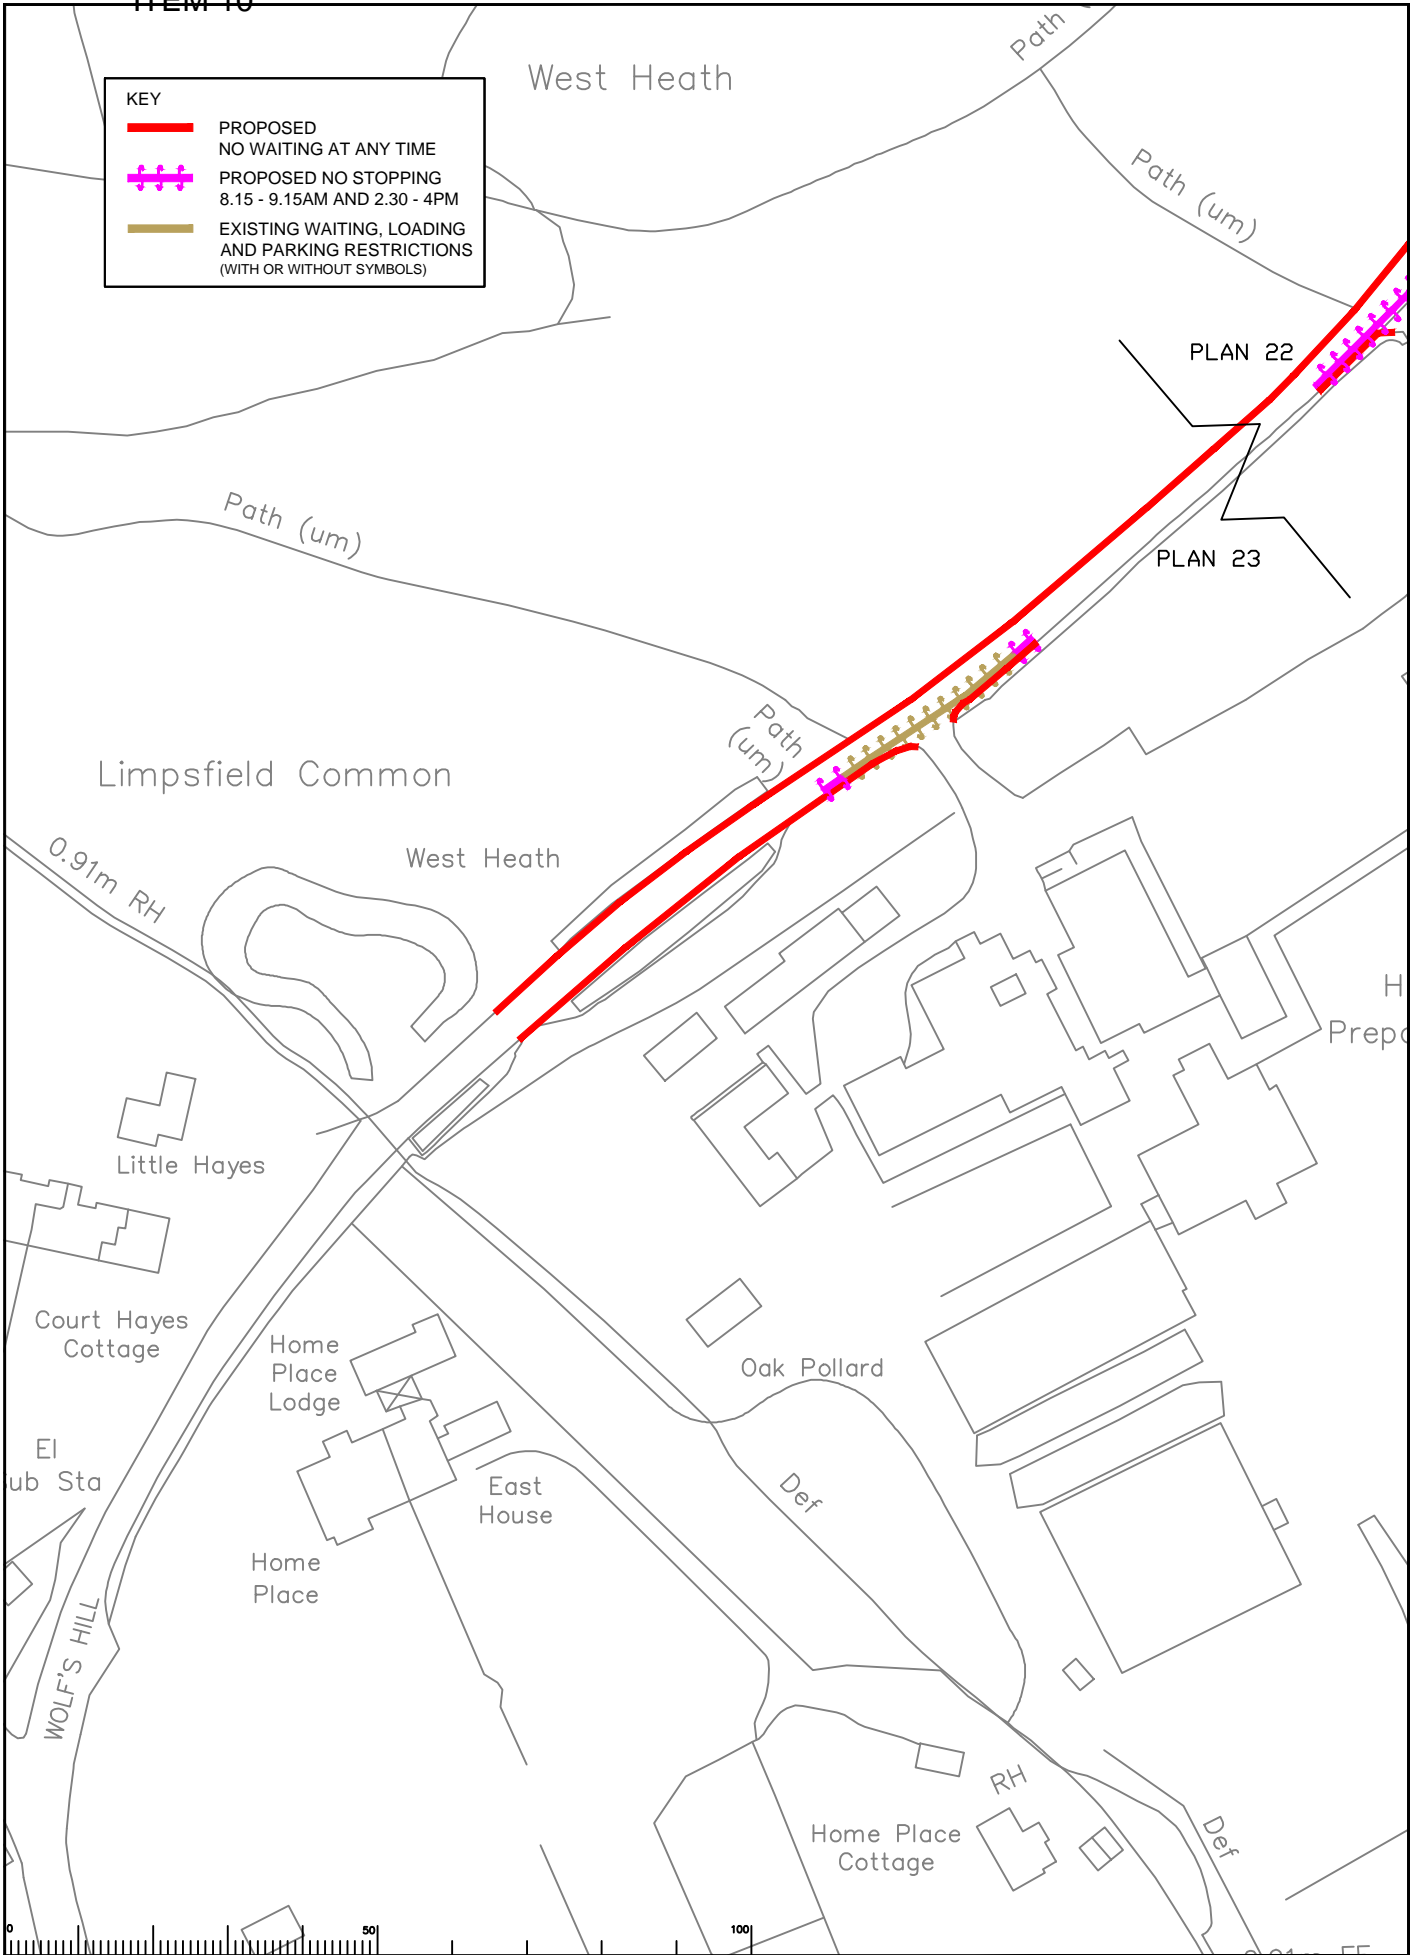 ITEM 10
West Heath
Path
KEY
PROPOSED
NO WAITING AT ANY TIME
PROPOSED NO STOPPING
8.15 - 9.15AM AND 2.30 - 4PM
EXISTING WAITING, LOADING
AND PARKING RESTRICTIONS
(WITH OR WITHOUT SYMBOLS)
Path (um)
PLAN 22
Path (um)
PLAN 23
Path
(um)
Limpsfield Common
West Heath
0.91m RH
H
Prep
Little Hayes
Court Hayes
Cottage
Home
Place
Lodge
Oak Pollard
El
ub Sta
East
House
Def
Home
Place
WOLF'S HILL
RH
Home Place
Cottage
Def
0
50
100